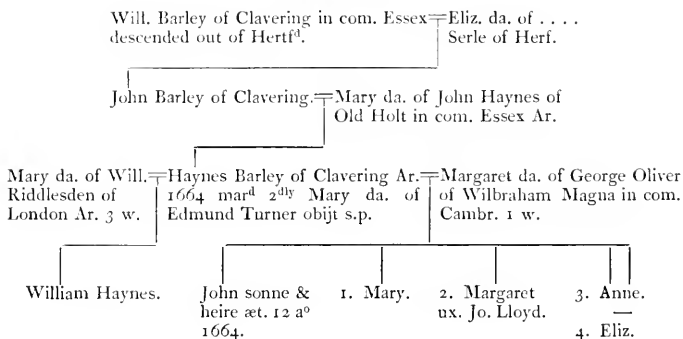 Will. Barley of Clavering in com. Essex Eliz. da. of . . . .
descended out of Hertfᵈ. Serle of Herf.
John Barley of Clavering. Mary da. of John Haynes of
Old Holt in com. Essex Ar.
Mary da. of Will.
Riddlesden of
London Ar. 3 w.
Haynes Barley of Clavering Ar.
1664 marᵈ 2ᵈˡʸ Mary da. of
Edmund Turner obijt s.p.
Margaret da. of George Oliver
of Wilbraham Magna in com.
Cambr. 1 w.
William Haynes.
John sonne &
heire æt. 12 aº
1664.
1. Mary.
2. Margaret
ux. Jo. Lloyd.
3. Anne.
—
4. Eliz.